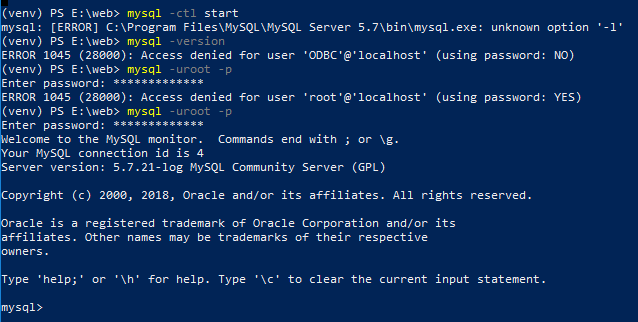 (venv) PS E:\web> mysql -ctl start
mysql: [ERROR] C:\Program Files\MySQL\MySQL Server 5.7\bin\mysql.exe: unknown option '-l'
(venv) PS E:\web> mysql -version
ERROR 1045 (28000): Access denied for user 'ODBC'@'localhost' (using password: NO)
(venv) PS E:\web> mysql -uroot -p
Enter password: *************
ERROR 1045 (28000): Access denied for user 'root'@'localhost' (using password: YES)
(venv) PS E:\web> mysql -uroot -p
Enter password: *************
Welcome to the MySQL monitor.  Commands end with ; or \g.
Your MySQL connection id is 4
Server version: 5.7.21-log MySQL Community Server (GPL)
Copyright (c) 2000, 2018, Oracle and/or its affiliates. All rights reserved.
Oracle is a registered trademark of Oracle Corporation and/or its
affiliates. Other names may be trademarks of their respective
owners.
Type 'help;' or '\h' for help. Type '\c' to clear the current input statement.
mysql>